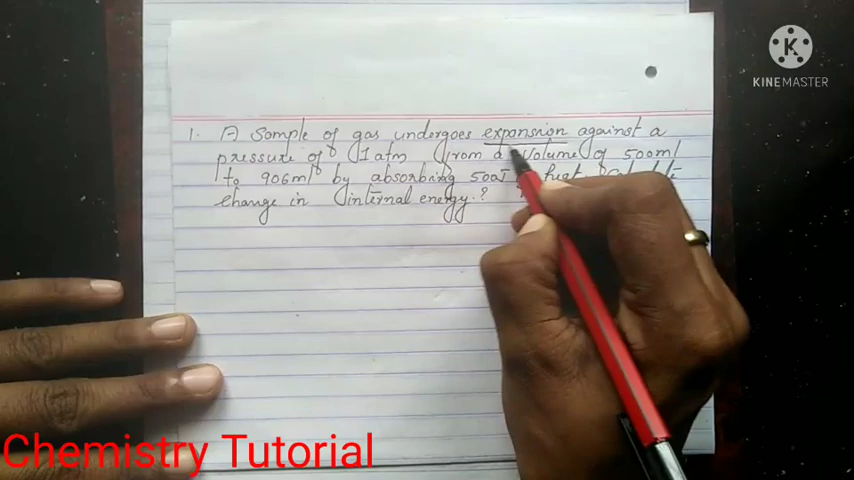 KINEMASTER
1. A Sample of gas undergoes expansion against a
pressure of 1 atm from a volume of 500ml
to 906ml by absorbing 500J heat
change in internal energy.?
Chemistry Tutorial